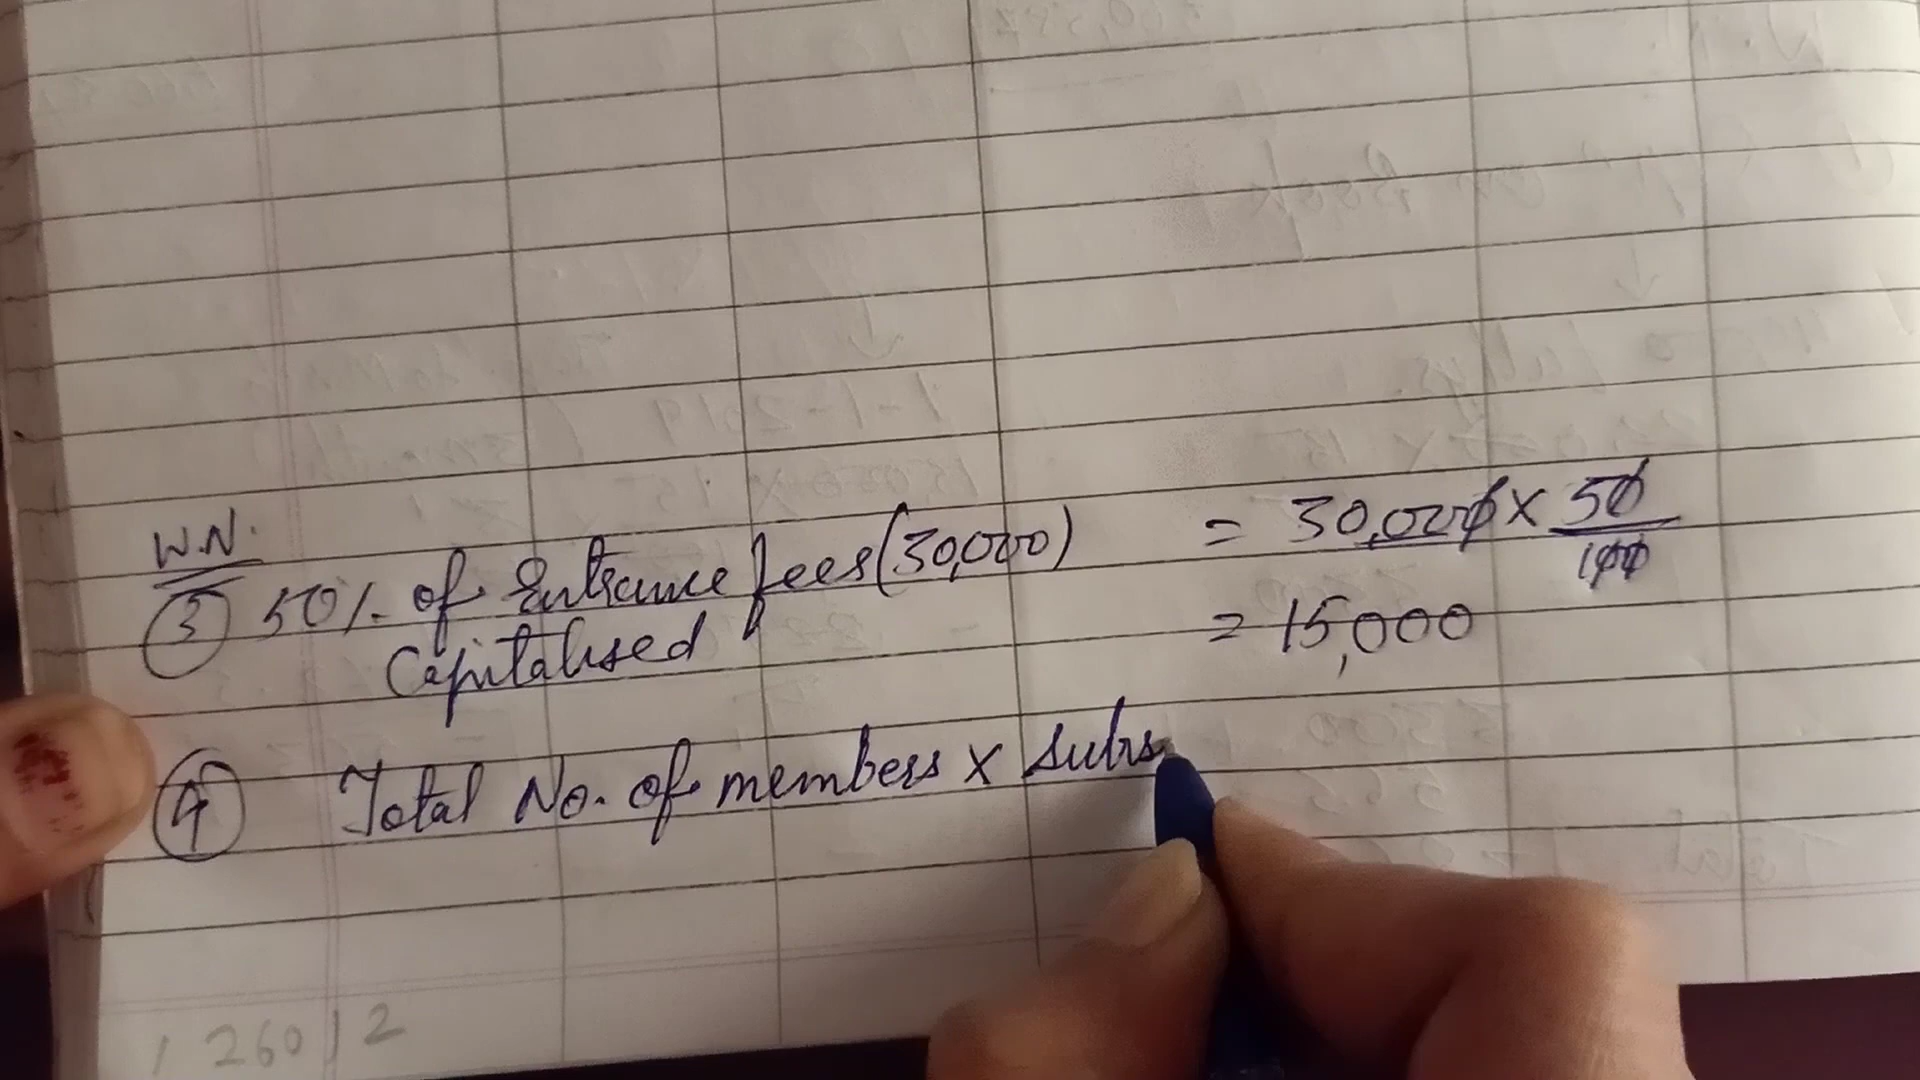 W.N.
③ 50% of Entrance fees (30,000) = 30,000 x 50/100
Capitalised = 15,000
④ Total No. of members x subs
126012